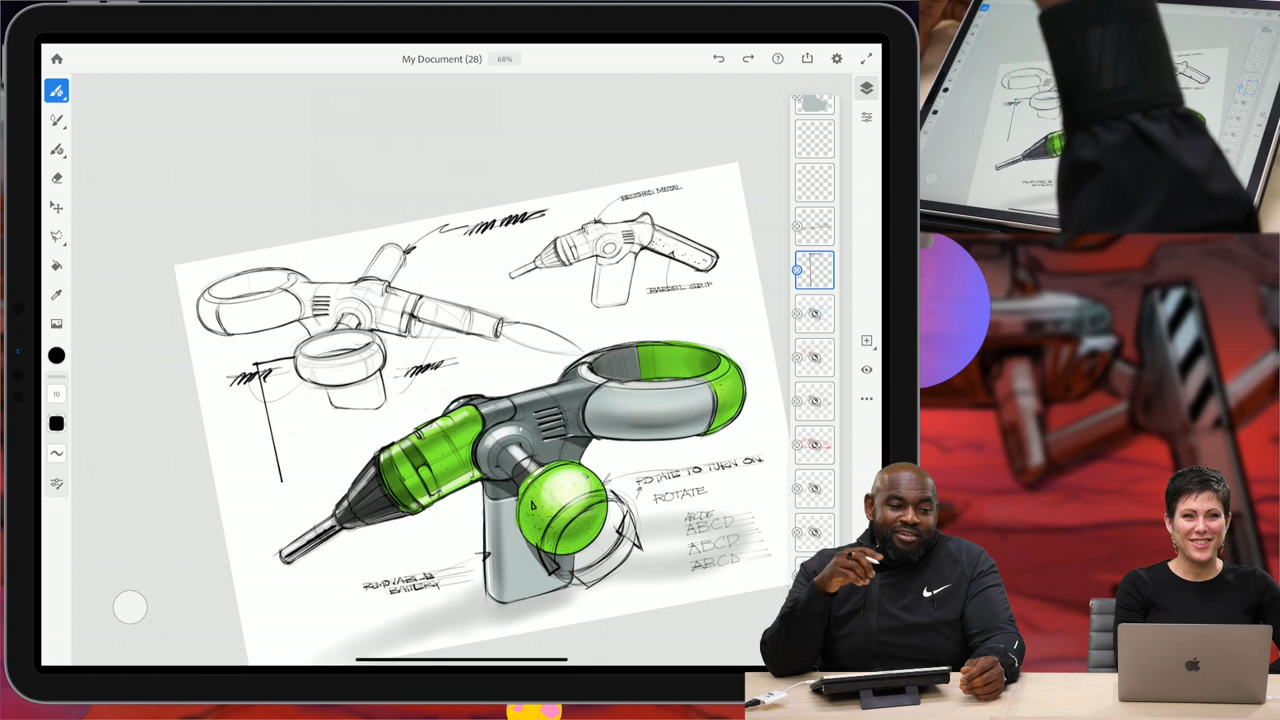 My Document (28)
68%
10
BRUSHED METAL
BARREL GRIP
ROTATE TO TURN ON
ROTATE
ABCDE
ABCD
ABCD
ABCD
REMOVABLE
BATTERY